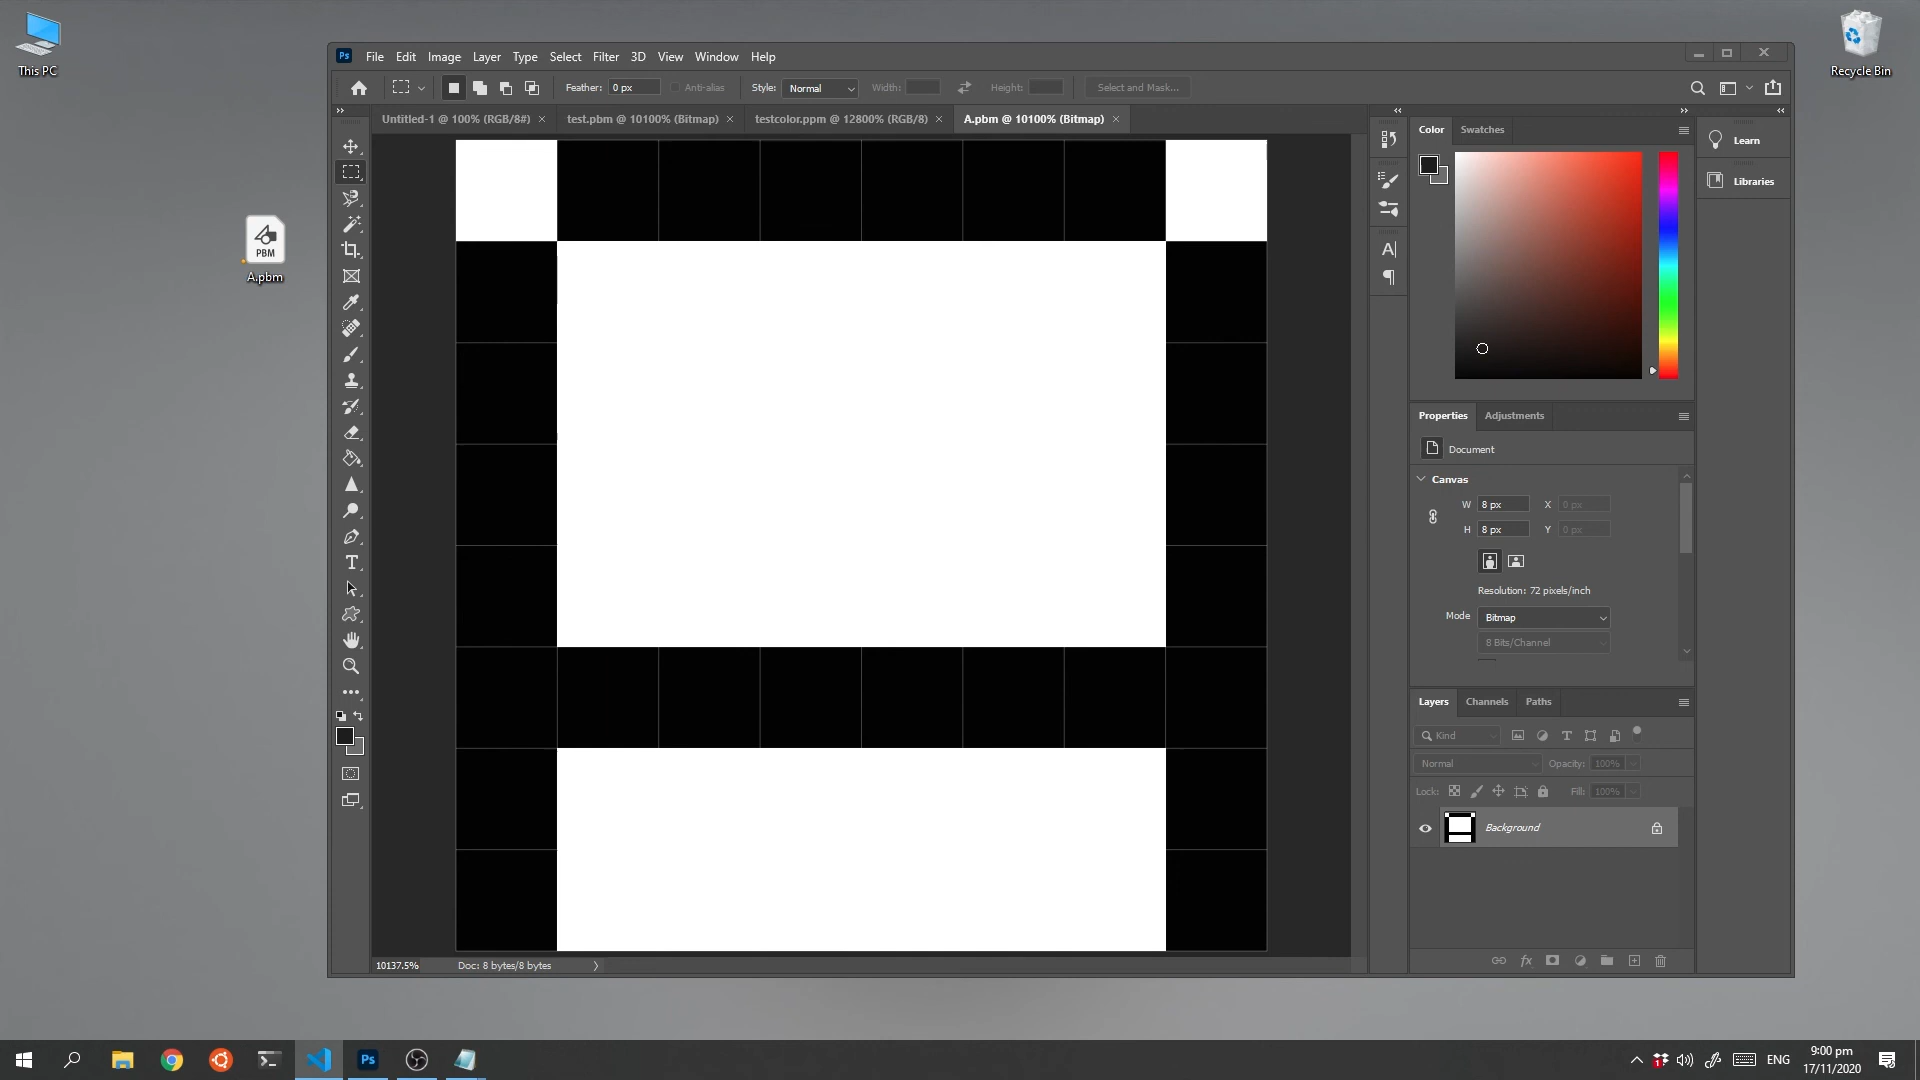 This PC
Recycle Bin
PBM
A.pbm
Ps
File Edit Image Layer Type Select Filter 3D View Window Help
Feather: 0 px Anti-alias Style: Normal Width: Height: Select and Mask...
Untitled-1 @ 100% (RGB/8#) × test.pbm @ 10100% (Bitmap) × testcolor.ppm @ 12800% (RGB/8) × A.pbm @ 10100% (Bitmap) ×
Color Swatches
Learn
Libraries
Properties Adjustments
Document
Canvas
W 8 px X 0 px
H 8 px Y 0 px
Resolution: 72 pixels/inch
Mode Bitmap
8 Bits/Channel
Layers Channels Paths
Kind
Normal Opacity: 100%
Lock: Fill: 100%
Background
fx
10137.5% Doc: 8 bytes/8 bytes
Ps
ENG
9:00 pm
17/11/2020